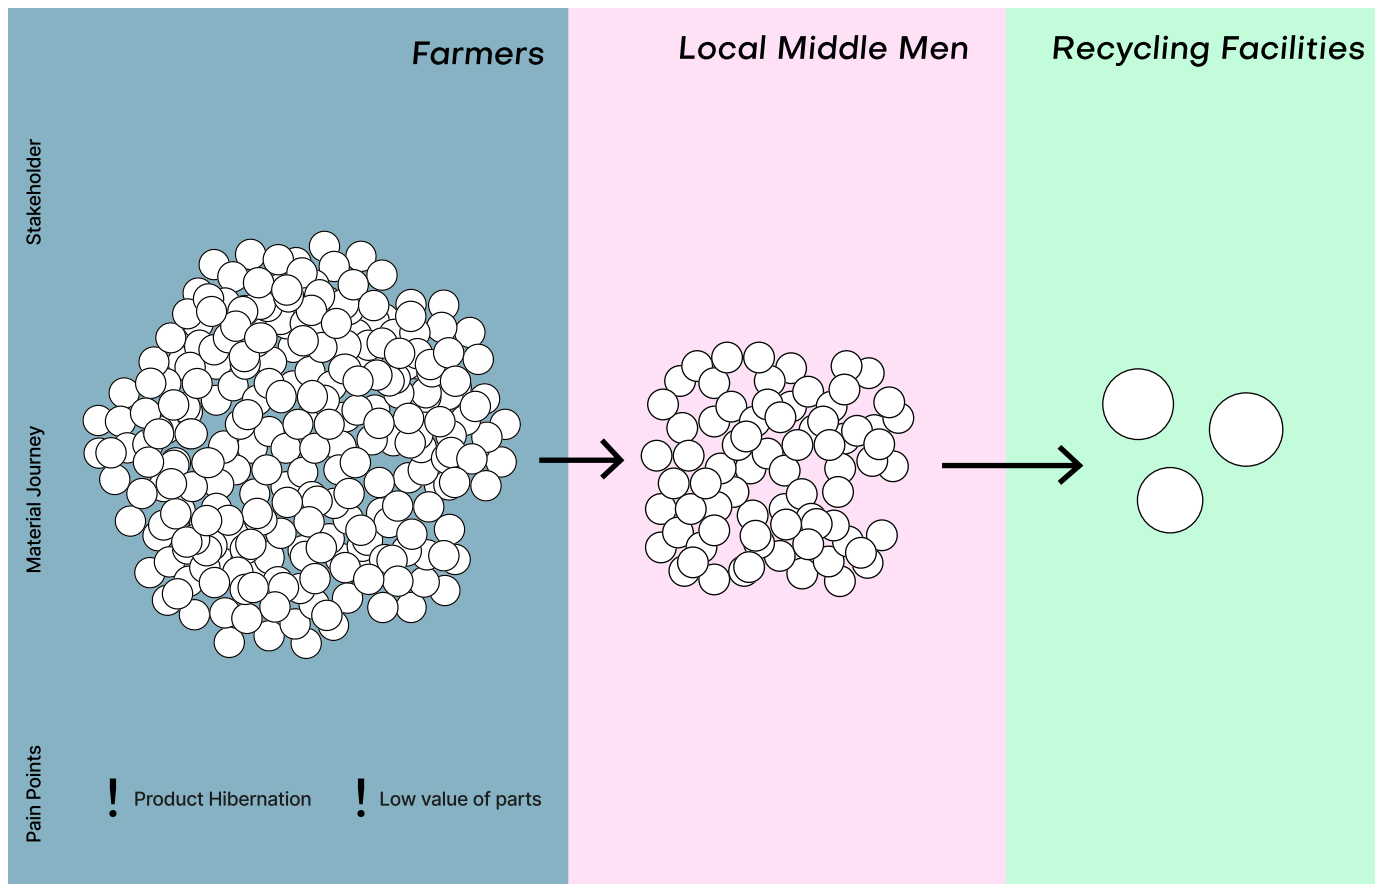 Farmers
Local Middle Men
Recycling Facilities
Stakeholder
Material Journey
Pain Points
! Product Hibernation
! Low value of parts